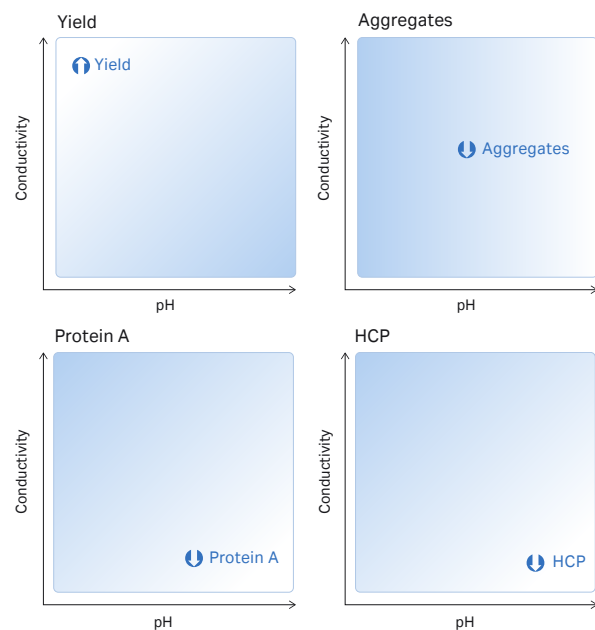 Yield
Yield
Conductivity
pH
Aggregates
Aggregates
Conductivity
pH
Protein A
Protein A
Conductivity
pH
HCP
HCP
Conductivity
pH